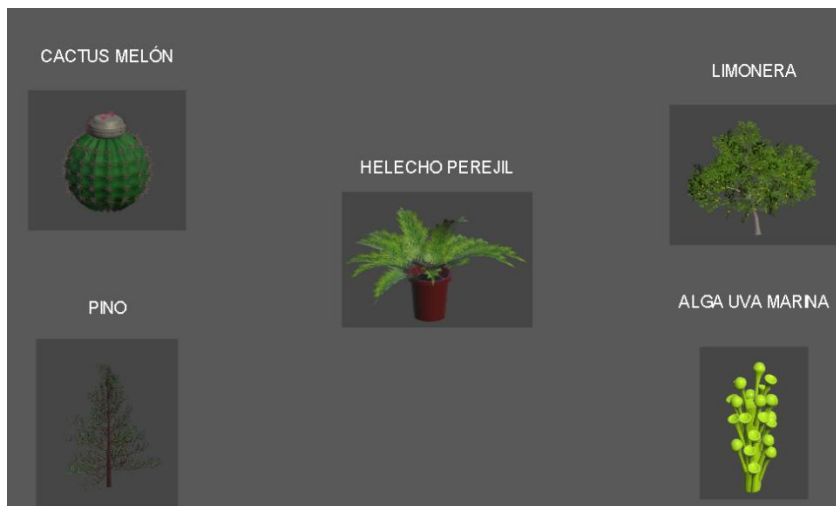 CACTUS MELÓN
LIMONERA
HELECHO PEREJIL
PINO
ALGA UVA MARINA